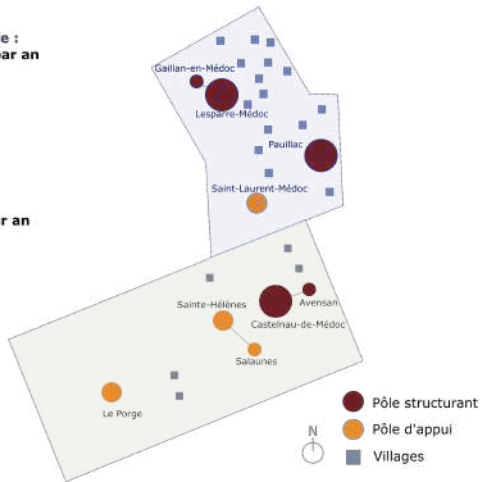 e :
par an
Gaillan-en-Médoc
Lesparre-Médoc
Pauillac
Saint-Laurent-Médoc
r an
Sainte-Hélènes
Avensan
Castelnau-de-Médoc
Salaunes
Le Porge
Pôle structurant
N
Pôle d'appui
Villages